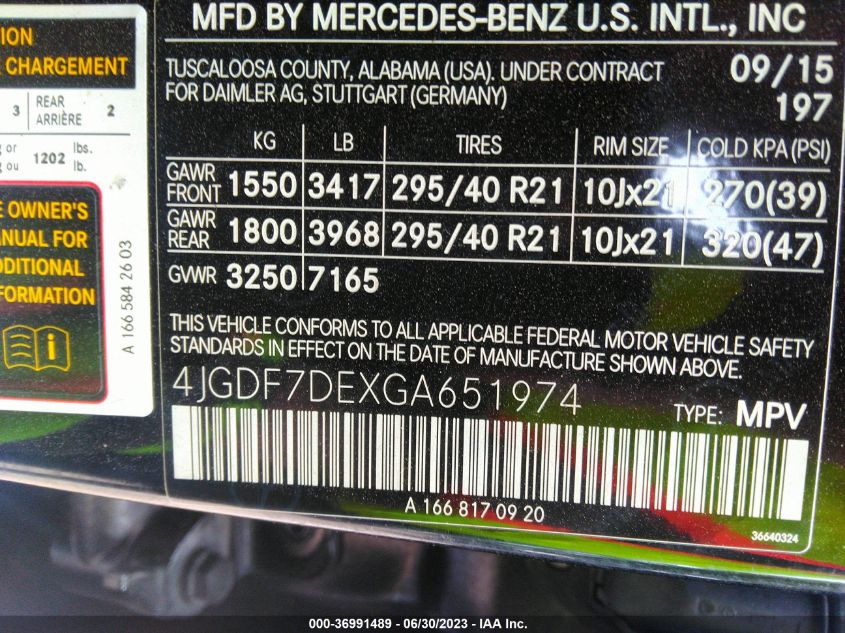 ION
CHARGEMENT
3 REAR ARRIÈRE 2
g or
g ou 1202 lbs. lb.
E OWNER'S
ANUAL FOR
DDITIONAL
FORMATION
A 166 584 26 03
MFD BY MERCEDES-BENZ U.S. INTL., INC
TUSCALOOSA COUNTY, ALABAMA (USA). UNDER CONTRACT 09/15
FOR DAIMLER AG, STUTTGART (GERMANY) 197
KG LB TIRES RIM SIZE COLD KPA (PSI)
GAWR FRONT 1550 3417 295/40 R21 10Jx21 270(39)
GAWR REAR 1800 3968 295/40 R21 10Jx21 320(47)
GVWR 3250 7165
THIS VEHICLE CONFORMS TO ALL APPLICABLE FEDERAL MOTOR VEHICLE SAFETY
STANDARDS IN EFFECT ON THE DATE OF MANUFACTURE SHOWN ABOVE.
4JGDF7DEXGA651974 TYPE: MPV
A 166 817 09 20
36640324
000-36991489 - 06/30/2023 - © IAA Inc.